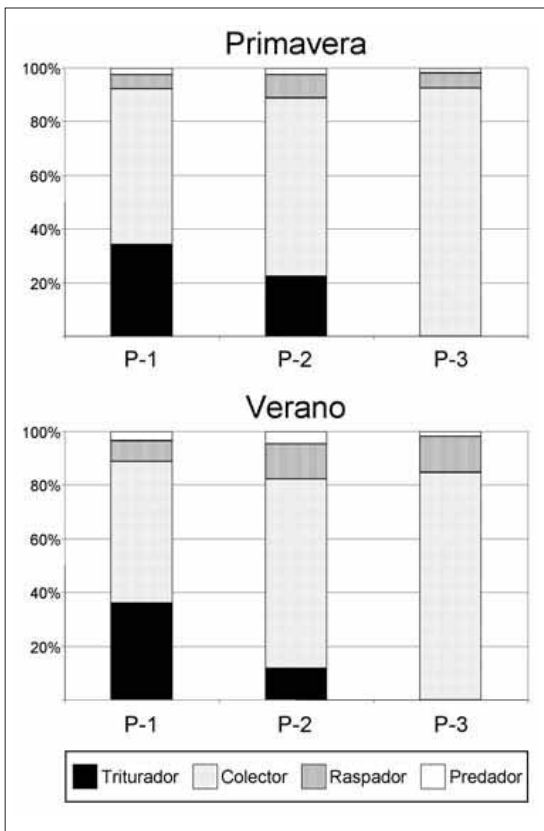 Primavera
100%
80%
60%
40%
20%
P-1 P-2 P-3
Verano
100%
80%
60%
40%
20%
P-1 P-2 P-3
Triturador Colector Raspador Predador